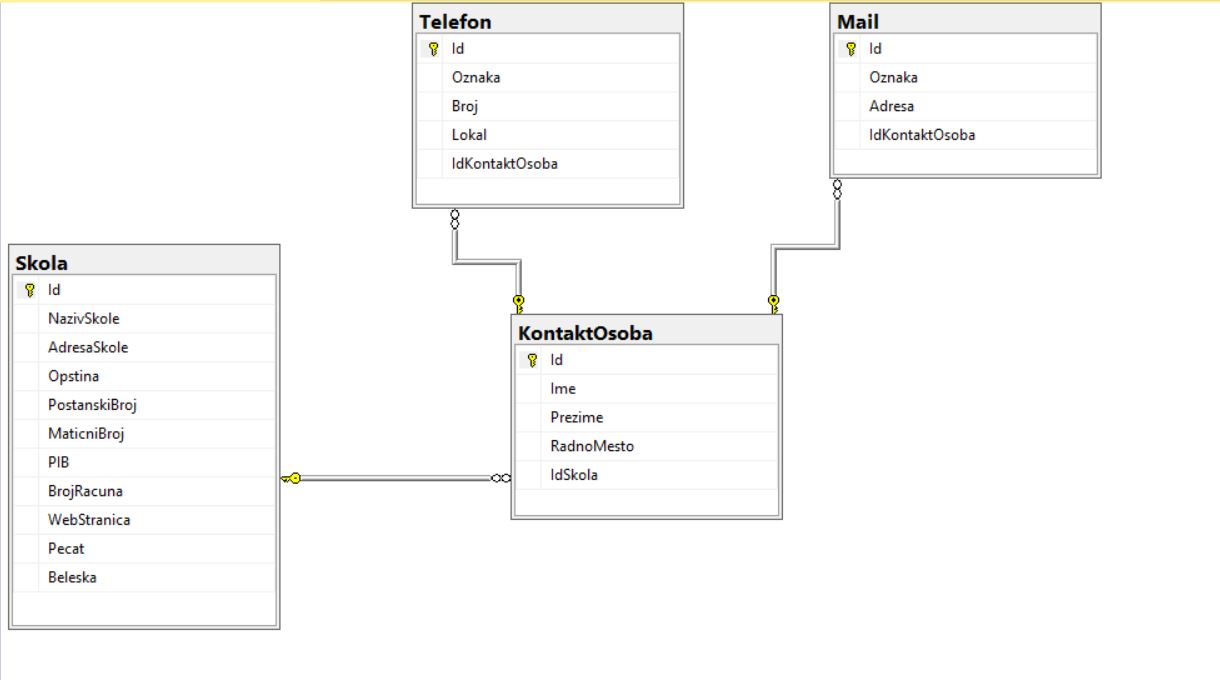 Telefon
Id
Oznaka
Broj
Lokal
IdKontaktOsoba
Mail
Id
Oznaka
Adresa
IdKontaktOsoba
Skola
Id
NazivSkole
AdresaSkole
Opstina
PostanskiBroj
MaticniBroj
PIB
BrojRacuna
WebStranica
Pecat
Beleska
KontaktOsoba
Id
Ime
Prezime
RadnoMesto
IdSkola